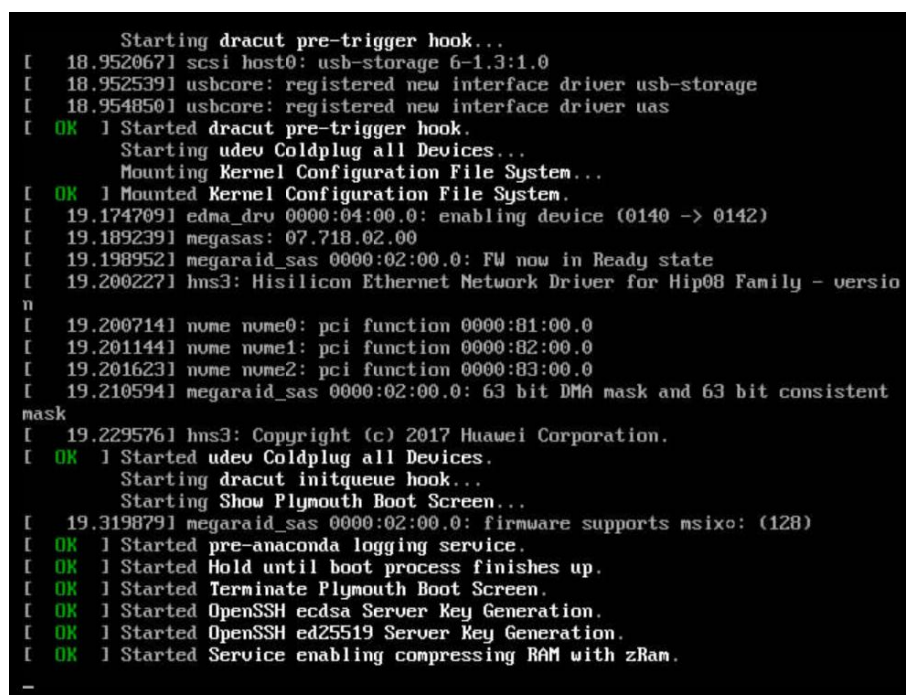 Starting dracut pre-trigger hook...
[   18.952067] scsi host0: usb-storage 6-1.3:1.0
[   18.952539] usbcore: registered new interface driver usb-storage
[   18.954850] usbcore: registered new interface driver uas
[  OK  ] Started dracut pre-trigger hook.
Starting udev Coldplug all Devices...
Mounting Kernel Configuration File System...
[  OK  ] Mounted Kernel Configuration File System.
[   19.174709] edma_drv 0000:04:00.0: enabling device (0140 -> 0142)
[   19.189239] megasas: 07.718.02.00
[   19.198952] megaraid_sas 0000:02:00.0: FW now in Ready state
[   19.200227] hns3: Hisilicon Ethernet Network Driver for Hip08 Family - versio
n
[   19.200714] nvme nvme0: pci function 0000:81:00.0
[   19.201144] nvme nvme1: pci function 0000:82:00.0
[   19.201623] nvme nvme2: pci function 0000:83:00.0
[   19.210594] megaraid_sas 0000:02:00.0: 63 bit DMA mask and 63 bit consistent
mask
[   19.229576] hns3: Copyright (c) 2017 Huawei Corporation.
[  OK  ] Started udev Coldplug all Devices.
Starting dracut initqueue hook...
Starting Show Plymouth Boot Screen...
[   19.319879] megaraid_sas 0000:02:00.0: firmware supports msix¤: (128)
[  OK  ] Started pre-anaconda logging service.
[  OK  ] Started Hold until boot process finishes up.
[  OK  ] Started Terminate Plymouth Boot Screen.
[  OK  ] Started OpenSSH ecdsa Server Key Generation.
[  OK  ] Started OpenSSH ed25519 Server Key Generation.
[  OK  ] Started Service enabling compressing RAM with zRam.
_